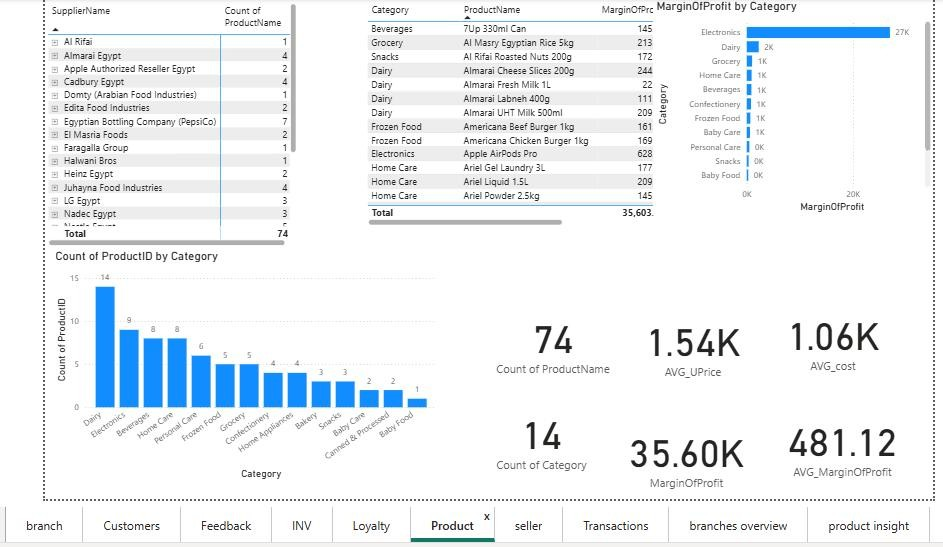 SupplierName Count of
ProductName
Al Rifai 1
Almarai Egypt 4
Apple Authorized Reseller Egypt 2
Cadbury Egypt 4
Domty (Arabian Food Industries) 1
Edita Food Industries 2
Egyptian Bottling Company (PepsiCo) 7
El Masria Foods 2
Faragalla Group 1
Halwani Bros 1
Heinz Egypt 2
Juhayna Food Industries 4
LG Egypt 3
Nadec Egypt 3
Total 74
Category ProductName MarginOfPrc
Beverages 7Up 330ml Can 145
Grocery Al Masry Egyptian Rice 5kg 213
Snacks Al Rifai Roasted Nuts 200g 172
Dairy Almarai Cheese Slices 200g 244
Dairy Almarai Fresh Milk 1L 22
Dairy Almarai Labneh 400g 111
Dairy Almarai UHT Milk 500ml 209
Frozen Food Americana Beef Burger 1kg 161
Frozen Food Americana Chicken Burger 1kg 169
Electronics Apple AirPods Pro 628
Home Care Ariel Gel Laundry 3L 177
Home Care Ariel Liquid 1.5L 209
Home Care Ariel Powder 2.5kg 145
Total 35,603.
MarginOfProfit by Category
Category
Electronics 27K
Dairy 2K
Grocery 1K
Home Care 1K
Beverages 1K
Confectionery 1K
Frozen Food 1K
Baby Care 1K
Personal Care 0K
Snacks 0K
Baby Food 0K
0K 20K
MarginOfProfit
Count of ProductID by Category
Count of ProductID
15
10
5
0
14 9 8 8 6 5 5 4 4 3 3 2 2 1
Dairy
Electronics
Beverages
Home Care
Personal Care
Frozen Food
Grocery
Confectionery
Home Appliances
Bakery
Snacks
Baby Care
Canned & Processed
Baby Food
Category
74
Count of ProductName
1.54K
AVG_UPrice
1.06K
AVG_cost
14
Count of Category
35.60K
MarginOfProfit
481.12
AVG_MarginOfProfit
branch Customers Feedback INV Loyalty Product x seller Transactions branches overview product insight